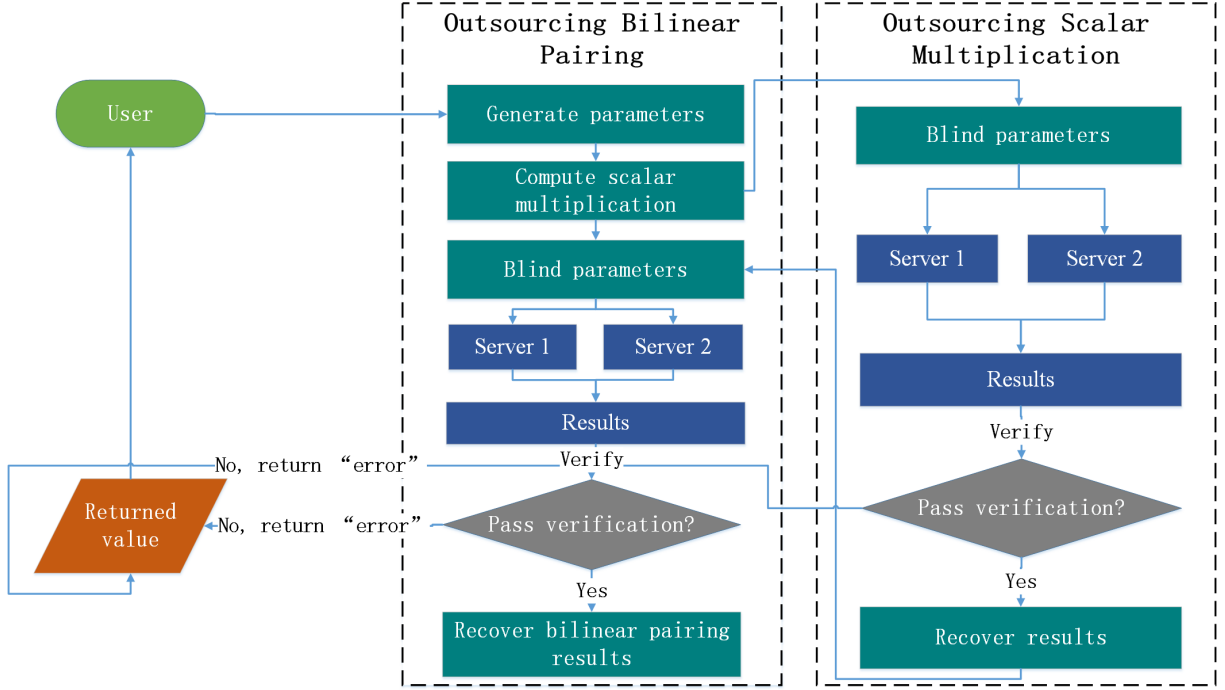 Outsourcing Bilinear
Pairing
Outsourcing Scalar
Multiplication
User
Generate parameters
Compute scalar
multiplication
Blind parameters
Server 1
Server 2
Results
Verify
Pass verification?
Yes
Recover bilinear pairing
results
Blind parameters
Server 1
Server 2
Results
Verify
Pass verification?
Yes
Recover results
No, return “error”
No, return “error”
Returned
value